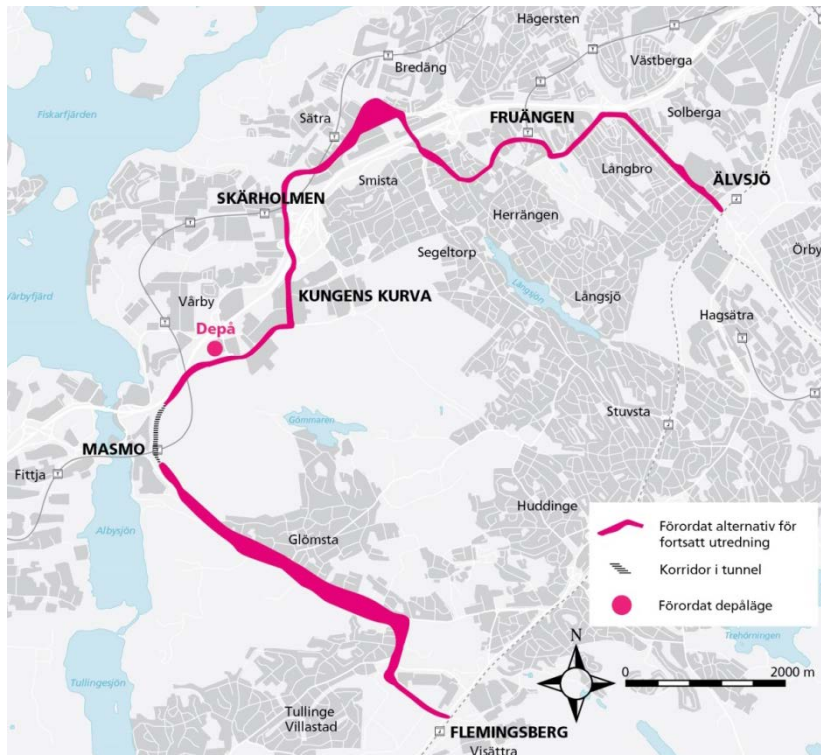 Hägersten
Västberga
Bredäng
Fiskarfjärden
Solberga
Sätra
FRUÄNGEN
Långbro
ÄLVSJÖ
Smista
SKÄRHOLMEN
Herrängen
Segeltorp
Örby
Långsjön
Vårbyfjärd
Vårby
KUNGENS KURVA
Långsjö
Hagsätra
Depå
Stuvsta
Gömmaren
MASMO
Fittja
Huddinge
Albysjön
Glömsta
Förordat alternativ för
fortsatt utredning
Korridor i tunnel
Förordat depåläge
Trehörningen
N
0 2000 m
Tullingesjön
Tullinge
Villastad
FLEMINGSBERG
Visättra